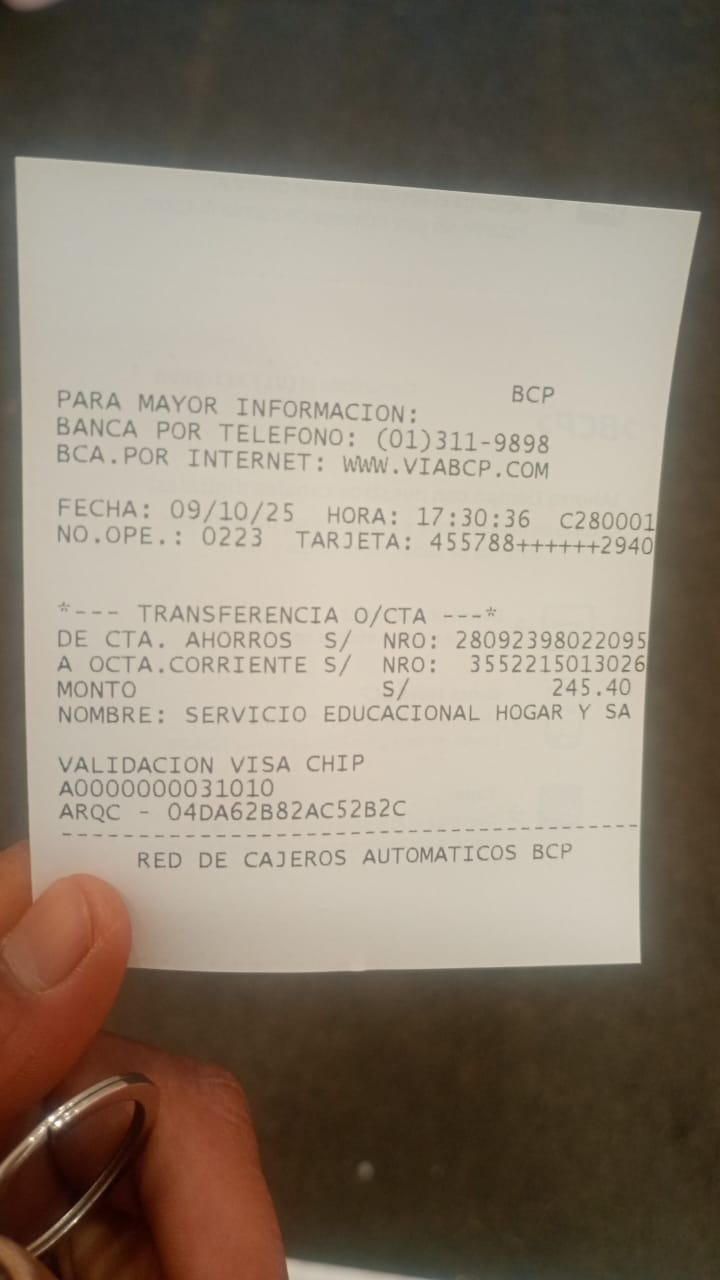 BCP
PARA MAYOR INFORMACION:
BANCA POR TELEFONO: (01)311-9898
BCA.POR INTERNET: WWW.VIABCP.COM
FECHA: 09/10/25 HORA: 17:30:36 C280001
NO.OPE.: 0223 TARJETA: 455788++++++2940
*--- TRANSFERENCIA O/CTA ---*
DE CTA. AHORROS S/ NRO: 28092398022095
A OCTA.CORRIENTE S/ NRO: 3552215013026
MONTO S/ 245.40
NOMBRE: SERVICIO EDUCACIONAL HOGAR Y SA
VALIDACION VISA CHIP
A0000000031010
ARQC - 04DA62B82AC52B2C
--------------------------------------
RED DE CAJEROS AUTOMATICOS BCP